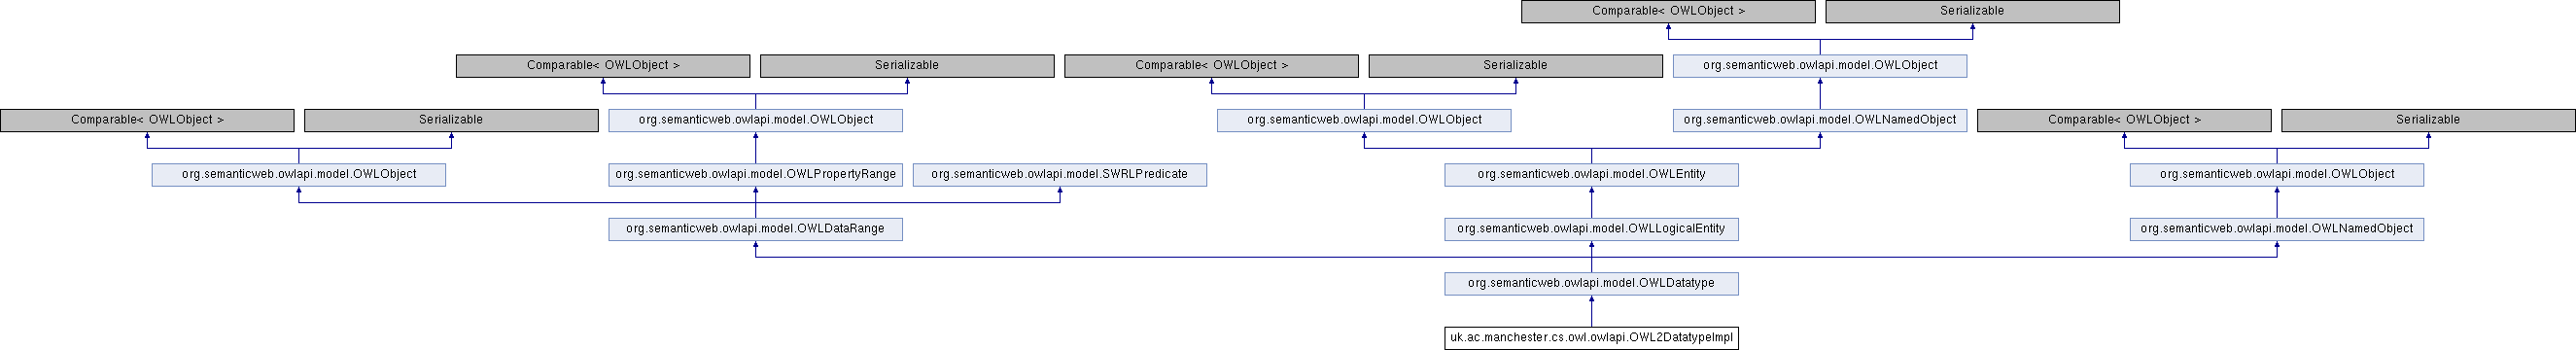 Comparable< OWLObject >
Serializable
Comparable< OWLObject >
Serializable
Comparable< OWLObject >
Serializable
org.semanticweb.owlapi.model.OWLObject
Comparable< OWLObject >
Serializable
org.semanticweb.owlapi.model.OWLObject
org.semanticweb.owlapi.model.OWLObject
org.semanticweb.owlapi.model.OWLNamedObject
Comparable< OWLObject >
Serializable
org.semanticweb.owlapi.model.OWLObject
org.semanticweb.owlapi.model.OWLPropertyRange
org.semanticweb.owlapi.model.SWRLPredicate
org.semanticweb.owlapi.model.OWLEntity
org.semanticweb.owlapi.model.OWLObject
org.semanticweb.owlapi.model.OWLDataRange
org.semanticweb.owlapi.model.OWLLogicalEntity
org.semanticweb.owlapi.model.OWLNamedObject
org.semanticweb.owlapi.model.OWLDatatype
uk.ac.manchester.cs.owl.owlapi.OWL2DatatypeImpl